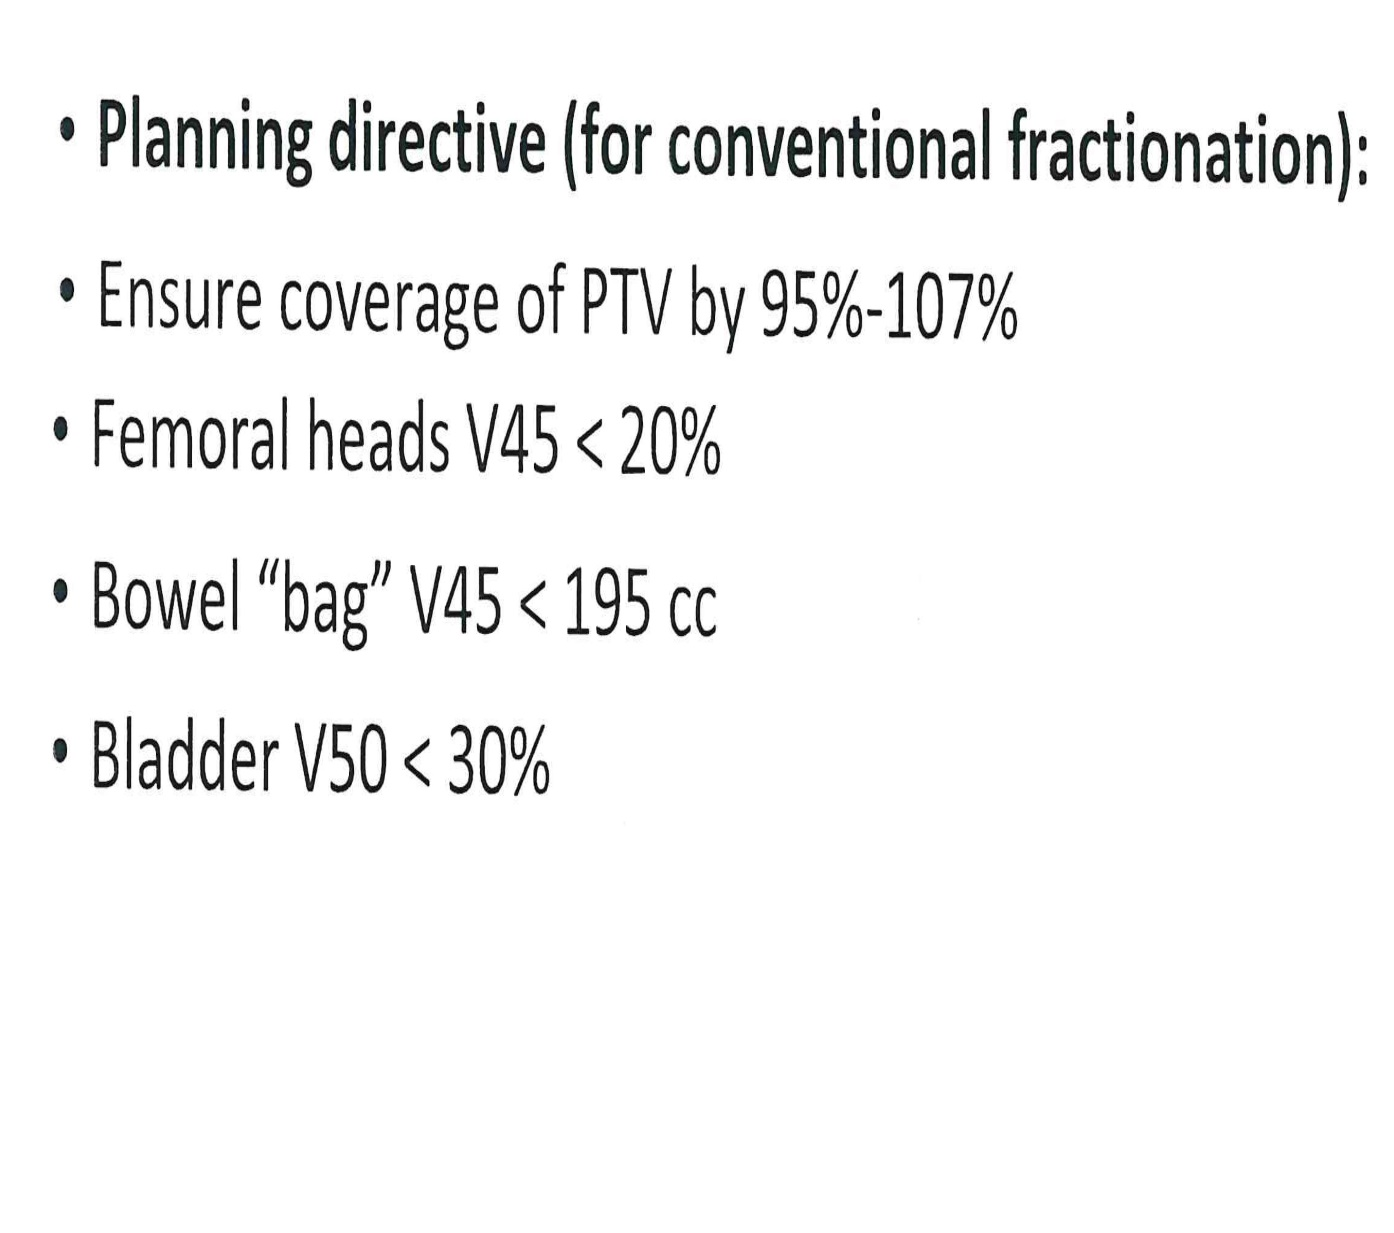 • Planning directive (for conventional fractionation):
• Ensure coverage of PTV by 95%-107%
• Femoral heads V45 < 20%
• Bowel “bag” V45 < 195 cc
• Bladder V50 < 30%